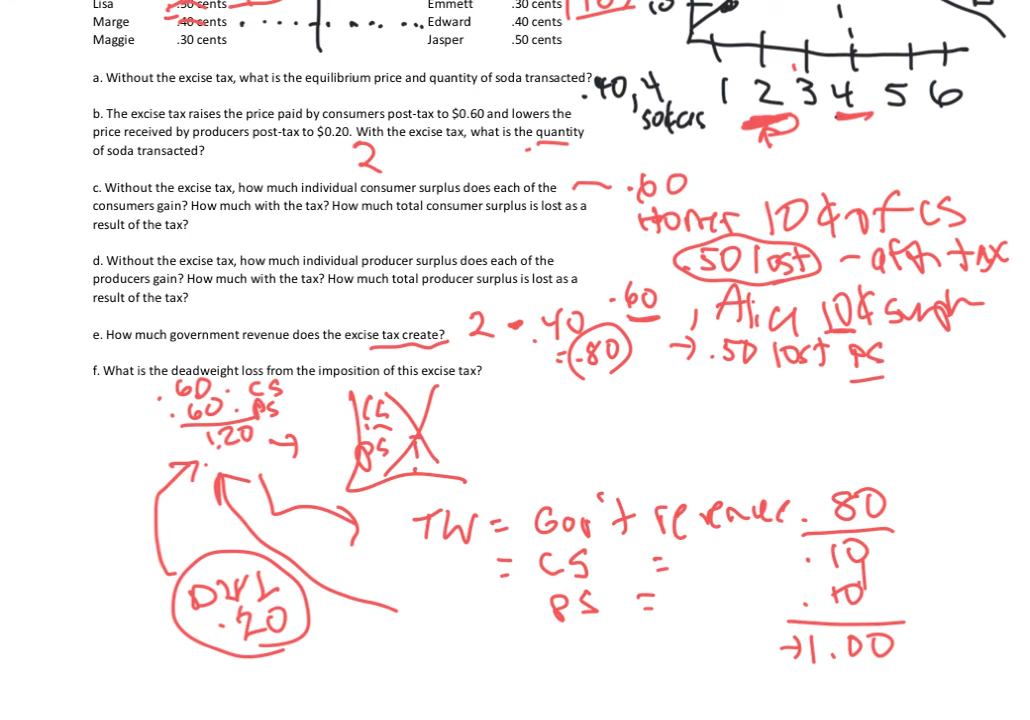 Lisa .50 cents Emmett .30 cents
Marge .40 cents Edward .40 cents
Maggie .30 cents Jasper .50 cents
a. Without the excise tax, what is the equilibrium price and quantity of soda transacted?
.40, 4 sodas
1 2 3 4 5 6
b. The excise tax raises the price paid by consumers post-tax to $0.60 and lowers the
price received by producers post-tax to $0.20. With the excise tax, what is the quantity
of soda transacted?
2
c. Without the excise tax, how much individual consumer surplus does each of the
consumers gain? How much with the tax? How much total consumer surplus is lost as a
result of the tax?
.60
Homer 10¢ of CS
.50 lost - after tax
d. Without the excise tax, how much individual producer surplus does each of the
producers gain? How much with the tax? How much total producer surplus is lost as a
result of the tax?
.60, Alice 10¢ surplus
→ .50 lost PS
e. How much government revenue does the excise tax create?
2 · .40
= .80
f. What is the deadweight loss from the imposition of this excise tax?
.60 . CS
.60 . PS
1.20 →
CS
PS
TW = Gov't revenue .80
= CS = .10
PS = .10
→ 1.00
DWL
.20